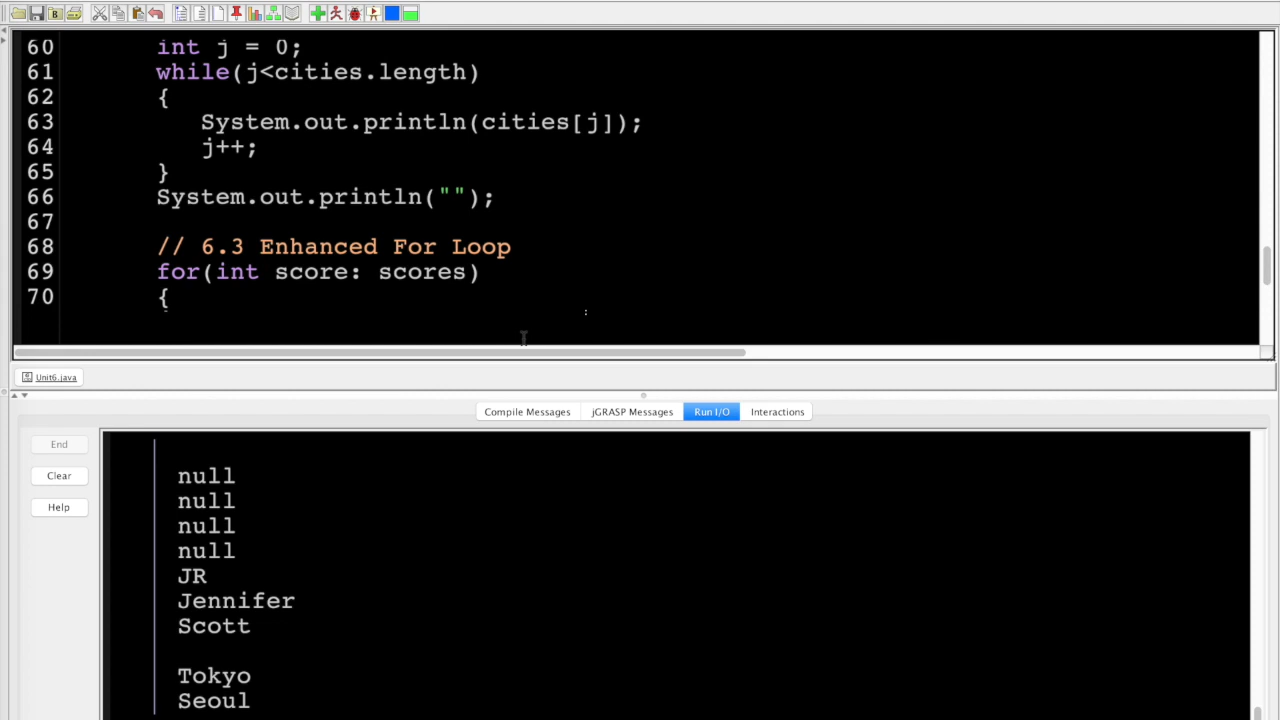 60 int j = 0;
61 while(j<cities.length)
62 {
63 System.out.println(cities[j]);
64 j++;
65 }
66 System.out.println("");
67
68 // 6.3 Enhanced For Loop
69 for(int score: scores)
70 {
Unit6.java
Compile Messages jGRASP Messages Run I/O Interactions
End
Clear
Help
null
null
null
null
JR
Jennifer
Scott
Tokyo
Seoul